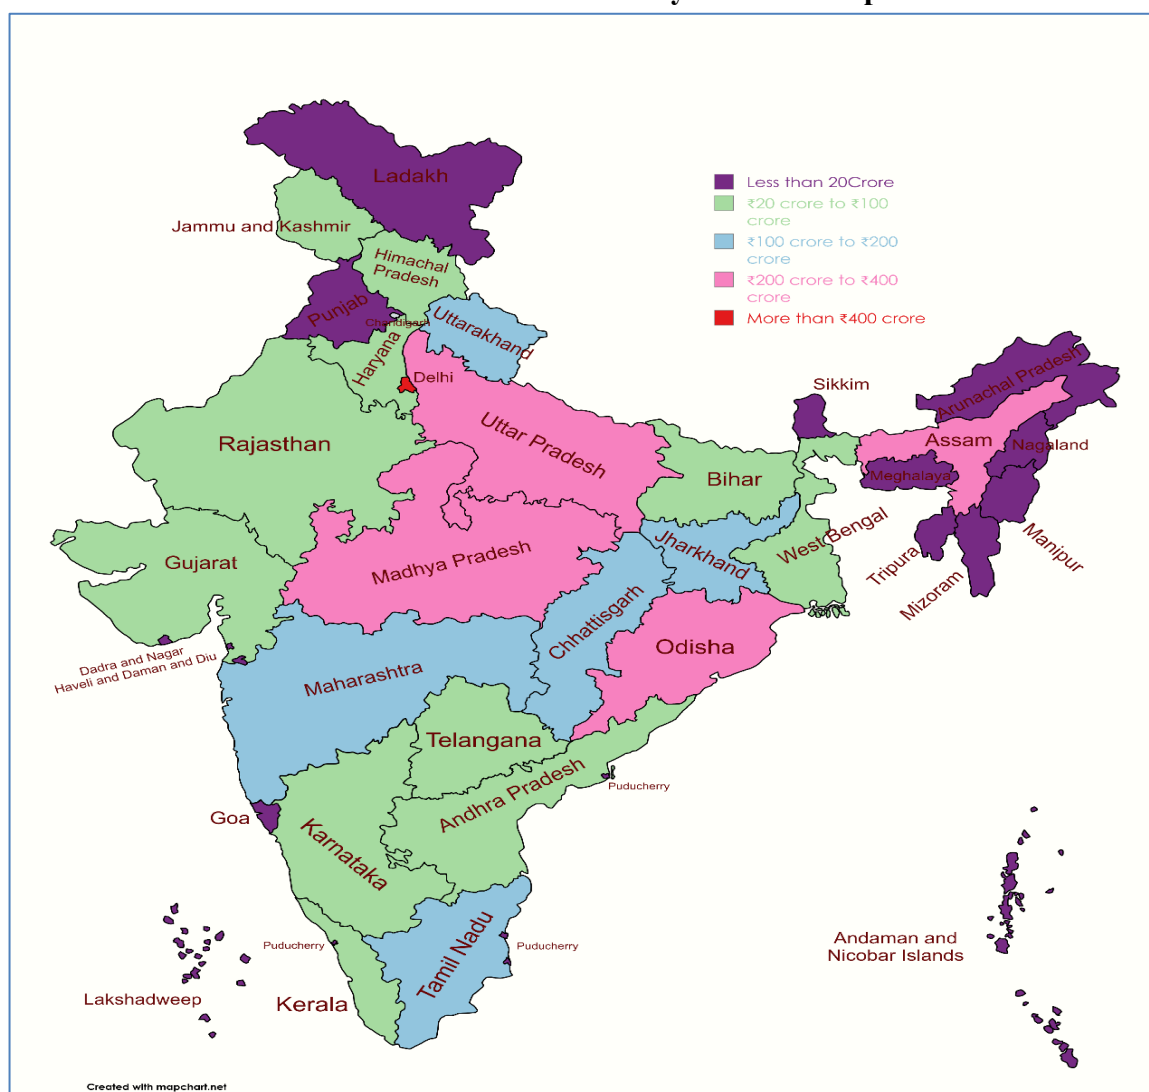 Ladakh
Less than 20Crore
₹20 crore to ₹100
crore
Jammu and Kashmir
₹100 crore to ₹200
crore
Himachal
Pradesh
₹200 crore to ₹400
crore
Punjab
Chandigarh
Uttarakhand
More than ₹400 crore
Haryana
Delhi
Sikkim
Arunachal Pradesh
Rajasthan
Uttar Pradesh
Assam
Nagaland
Bihar
Meghalaya
Gujarat
Madhya Pradesh
Jharkhand
West Bengal
Tripura
Manipur
Mizoram
Chhattisgarh
Odisha
Dadra and Nagar
Haveli and Daman and Diu
Maharashtra
Telangana
Andhra Pradesh
Puducherry
Goa
Karnataka
Puducherry
Tamil Nadu
Puducherry
Andaman and
Nicobar Islands
Lakshadweep
Kerala
Created with mapchart.net